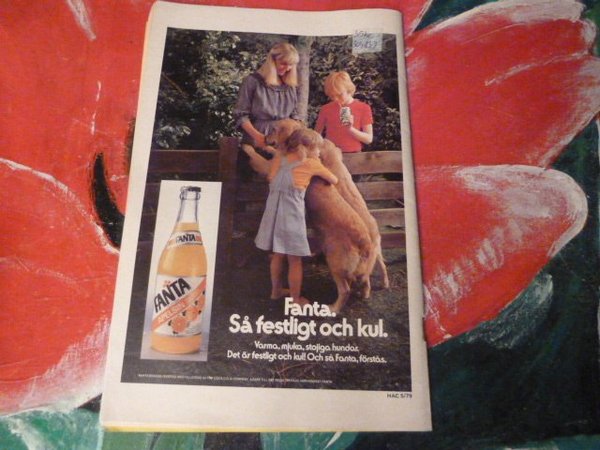 FANTA
FANTA
Fanta.
Så festligt och kul.
Varma, mjuka, stojiga hundar.
Det är festligt och kul! Och så Fanta, förstås.
HAC 5/79